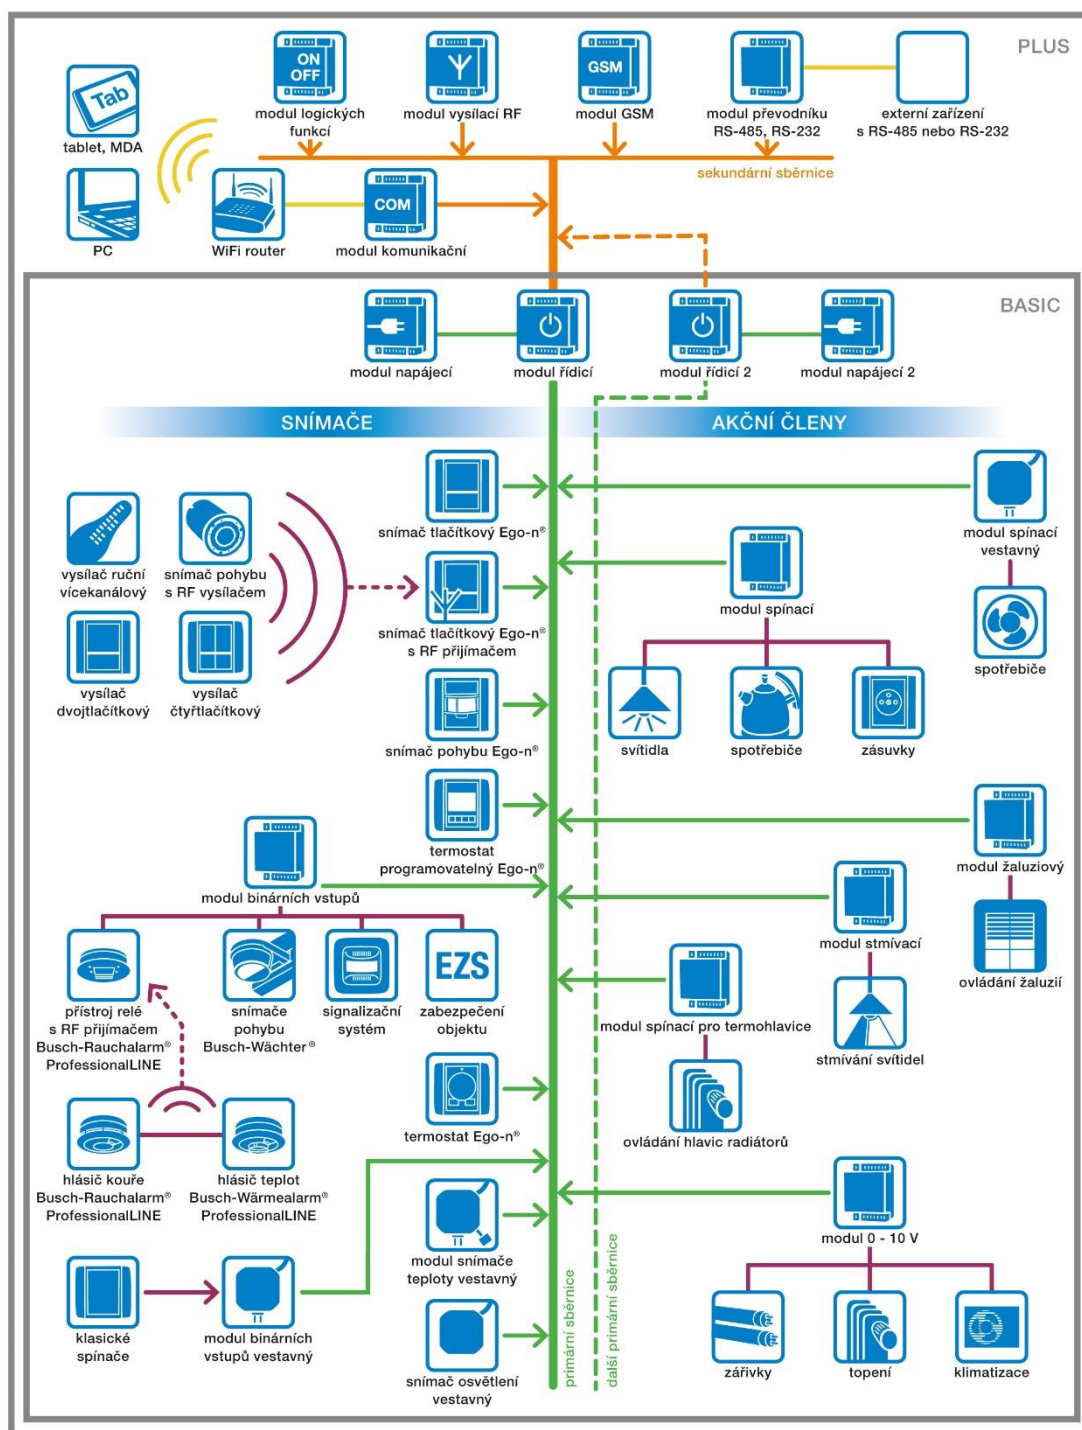 PLUS
ON
OFF
GSM
modul logických
funkcí
modul vysílací RF
modul GSM
modul převodníku
RS-485, RS-232
externí zařízení
s RS-485 nebo RS-232
Tab
tablet, MDA
sekundární sběrnice
COM
PC
WiFi router
modul komunikační
BASIC
modul napájecí
modul řídicí
modul řídicí 2
modul napájecí 2
SNÍMAČE
AKČNÍ ČLENY
snímač tlačítkový Ego-n®
modul spínací
vestavný
vysílač ruční
vícekanálový
snímač pohybu
s RF vysílačem
modul spínací
snímač tlačítkový Ego-n®
s RF přijímačem
spotřebiče
vysílač
dvojtlačítkový
vysílač
čtyřtlačítkový
snímač pohybu Ego-n®
svítidla
spotřebiče
zásuvky
termostat
programovatelný Ego-n®
modul žaluziový
modul binárních vstupů
modul stmívací
EZS
ovládání žaluzií
přístroj relé
s RF přijímačem
Busch-Rauchalarm®
ProfessionalLINE
snímače
pohybu
Busch-Wächter®
signalizační
systém
zabezpečení
objektu
modul spínací pro termohlavice
stmívání svítidel
termostat Ego-n®
ovládání hlavic radiátorů
hlásič kouře
Busch-Rauchalarm®
ProfessionalLINE
hlásič teplot
Busch-Wärmealarm®
ProfessionalLINE
modul 0 - 10 V
modul snímače
teploty vestavný
klasické
spínače
modul binárních
vstupů vestavný
snímač osvětlení
vestavný
primární sběrnice
další primární sběrnice
zářivky
topení
klimatizace